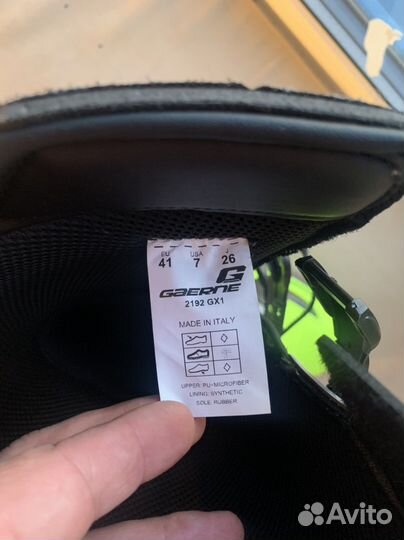 EU USA J
41 7 26
G
GAERNE
2192 GX1
MADE IN ITALY
UPPER: PU-MICROFIBER
LINING: SYNTHETIC
SOLE: RUBBER
Avito